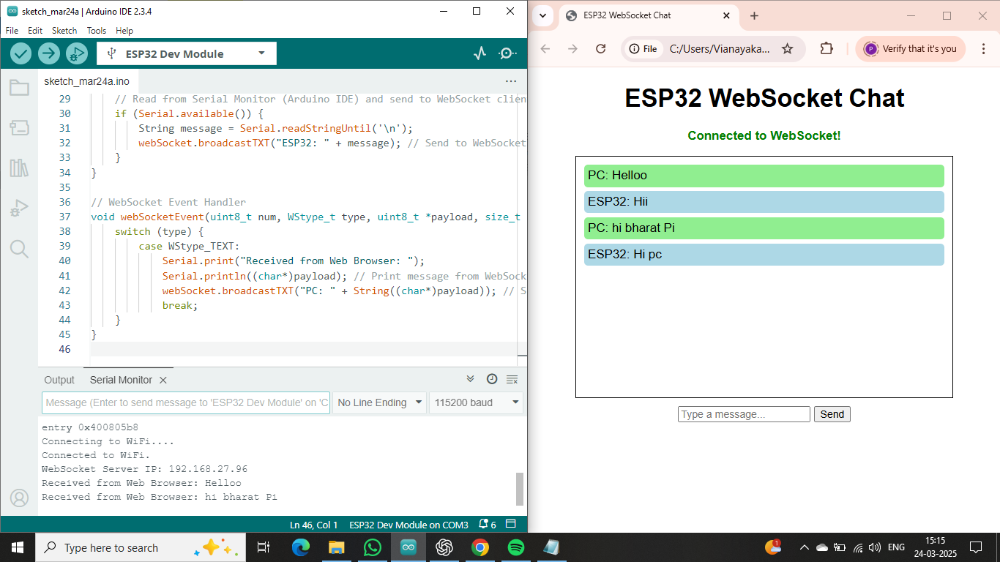 sketch_mar24a | Arduino IDE 2.3.4
File Edit Sketch Tools Help
ESP32 Dev Module
sketch_mar24a.ino
29 // Read from Serial Monitor (Arduino IDE) and send to WebSocket clien
30 if (Serial.available()) {
31 String message = Serial.readStringUntil('\n');
32 webSocket.broadcastTXT("ESP32: " + message); // Send to WebSocket
33 }
34 }
35
36 // WebSocket Event Handler
37 void webSocketEvent(uint8_t num, WStype_t type, uint8_t *payload, size_t
38 switch (type) {
39 case WStype_TEXT:
40 Serial.print("Received from Web Browser: ");
41 Serial.println((char*)payload); // Print message from WebSock
42 webSocket.broadcastTXT("PC: " + String((char*)payload)); // S
43 break;
44 }
45 }
46
Output Serial Monitor
Message (Enter to send message to 'ESP32 Dev Module' on 'C
No Line Ending 115200 baud
entry 0x400805b8
Connecting to WiFi....
Connected to WiFi.
WebSocket Server IP: 192.168.27.96
Received from Web Browser: Helloo
Received from Web Browser: hi bharat Pi
Ln 46, Col 1 ESP32 Dev Module on COM3 6
ESP32 WebSocket Chat
File C:/Users/Vianayaka... P Verify that it's you
ESP32 WebSocket Chat
Connected to WebSocket!
PC: Helloo
ESP32: Hii
PC: hi bharat Pi
ESP32: Hi pc
Type a message... Send
Type here to search
1
ENG
15:15
24-03-2025